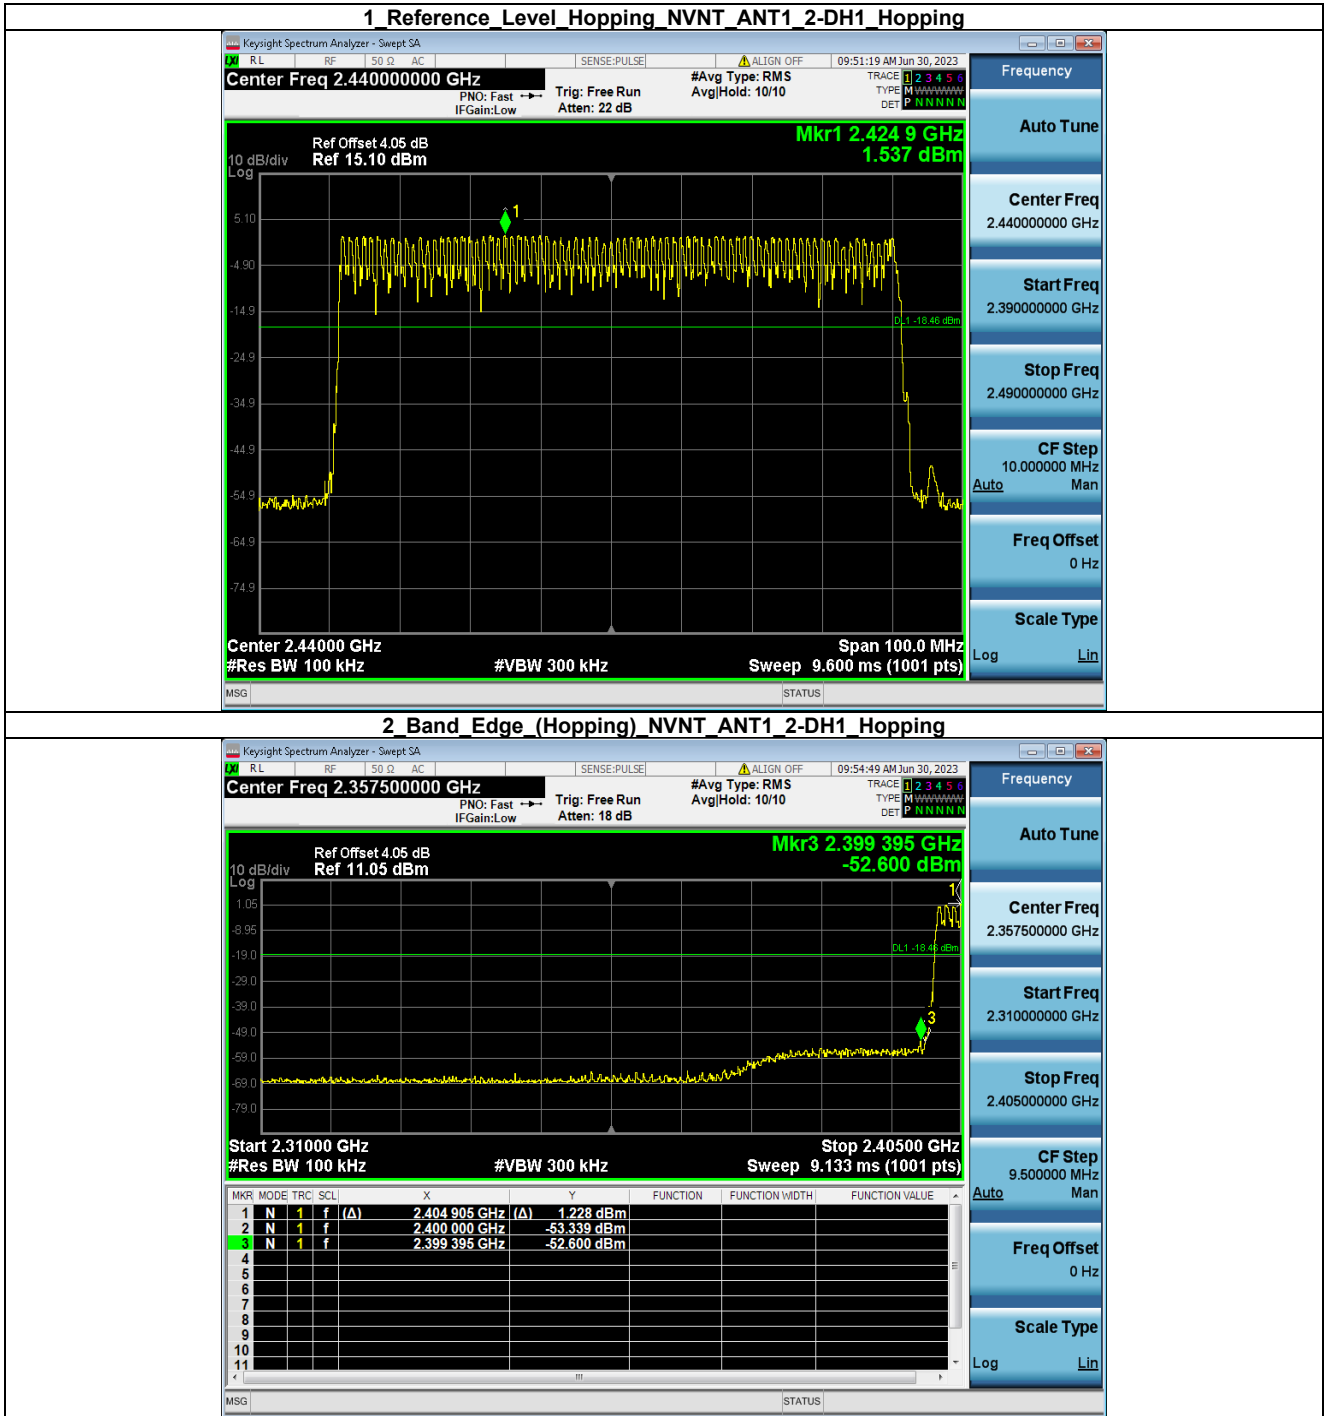 1_Reference_Level_Hopping_NVNT_ANT1_2-DH1_Hopping
Keysight Spectrum Analyzer - Swept SA
LXI RL RF 50 Ω AC SENSE:PULSE ALIGN OFF 09:51:19 AM Jun 30, 2023
Center Freq 2.440000000 GHz
PNO: Fast
IFGain:Low
Trig: Free Run
Atten: 22 dB
#Avg Type: RMS
Avg|Hold: 10/10
TRACE 1 2 3 4 5 6
TYPE M WWWWW
DET P N N N N N
Mkr1 2.424 9 GHz
1.537 dBm
Ref Offset 4.05 dB
10 dB/div Ref 15.10 dBm
Log
1
5.10
-4.90
-14.9
DL1 -18.46 dBm
-24.9
-34.9
-44.9
-54.9
-64.9
-74.9
Center 2.44000 GHz Span 100.0 MHz
#Res BW 100 kHz #VBW 300 kHz Sweep 9.600 ms (1001 pts)
MSG STATUS
Frequency
Auto Tune
Center Freq
2.440000000 GHz
Start Freq
2.390000000 GHz
Stop Freq
2.490000000 GHz
CF Step
10.000000 MHz
Auto Man
Freq Offset
0 Hz
Scale Type
Log Lin
2_Band_Edge_(Hopping)_NVNT_ANT1_2-DH1_Hopping
Keysight Spectrum Analyzer - Swept SA
LXI RL RF 50 Ω AC SENSE:PULSE ALIGN OFF 09:54:49 AM Jun 30, 2023
Center Freq 2.357500000 GHz
PNO: Fast
IFGain:Low
Trig: Free Run
Atten: 18 dB
#Avg Type: RMS
Avg|Hold: 10/10
TRACE 1 2 3 4 5 6
TYPE M WWWWW
DET P N N N N N
Mkr3 2.399 395 GHz
-52.600 dBm
Ref Offset 4.05 dB
10 dB/div Ref 11.05 dBm
Log
1
1.05
-8.95
DL1 -18.46 dBm
-19.0
-29.0
-39.0
3
-49.0
-59.0
-69.0
-79.0
Start 2.31000 GHz Stop 2.40500 GHz
#Res BW 100 kHz #VBW 300 kHz Sweep 9.133 ms (1001 pts)
MKR MODE TRC SCL X Y FUNCTION FUNCTION WIDTH FUNCTION VALUE
1 N 1 f (Δ) 2.404 905 GHz (Δ) 1.228 dBm
2 N 1 f 2.400 000 GHz -53.339 dBm
3 N 1 f 2.399 395 GHz -52.600 dBm
4
5
6
7
8
9
10
11
MSG STATUS
Frequency
Auto Tune
Center Freq
2.357500000 GHz
Start Freq
2.310000000 GHz
Stop Freq
2.405000000 GHz
CF Step
9.500000 MHz
Auto Man
Freq Offset
0 Hz
Scale Type
Log Lin